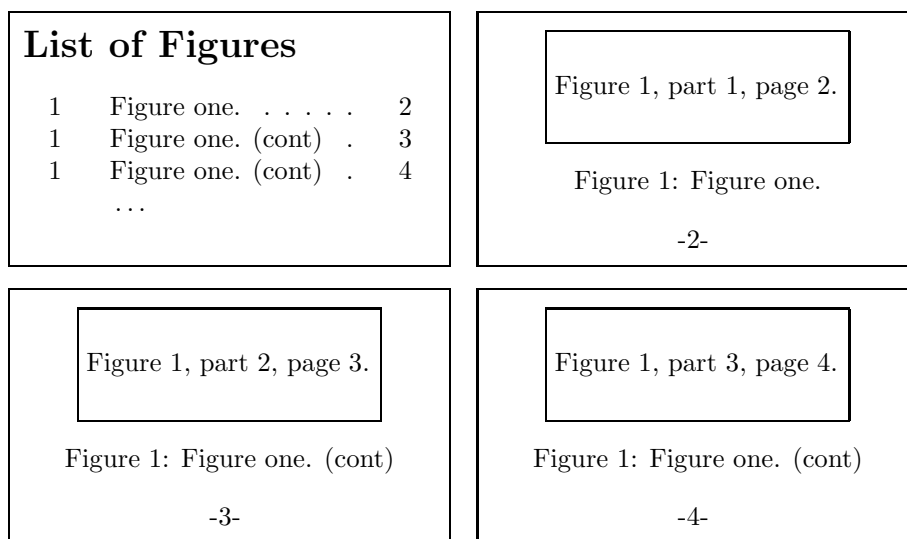 List of Figures
1 Figure one. . . . . . 2
1 Figure one. (cont) . 3
1 Figure one. (cont) . 4
. . .
Figure 1, part 1, page 2.
Figure 1: Figure one.
-2-
Figure 1, part 2, page 3.
Figure 1: Figure one. (cont)
-3-
Figure 1, part 3, page 4.
Figure 1: Figure one. (cont)
-4-